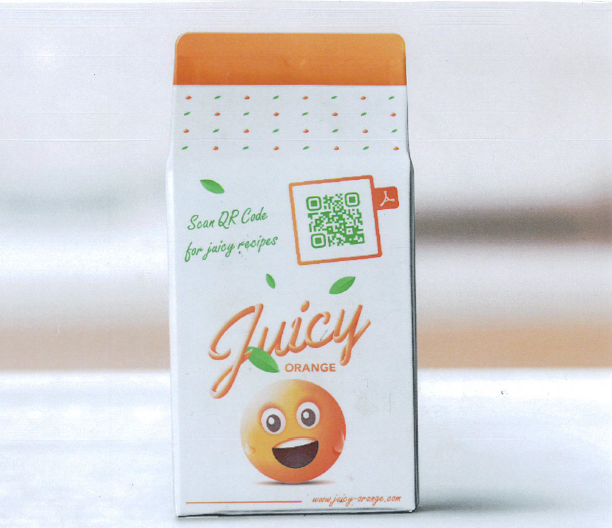 Scan QR Code
for juicy recipes
Juicy
ORANGE
www.juicy-orange.com